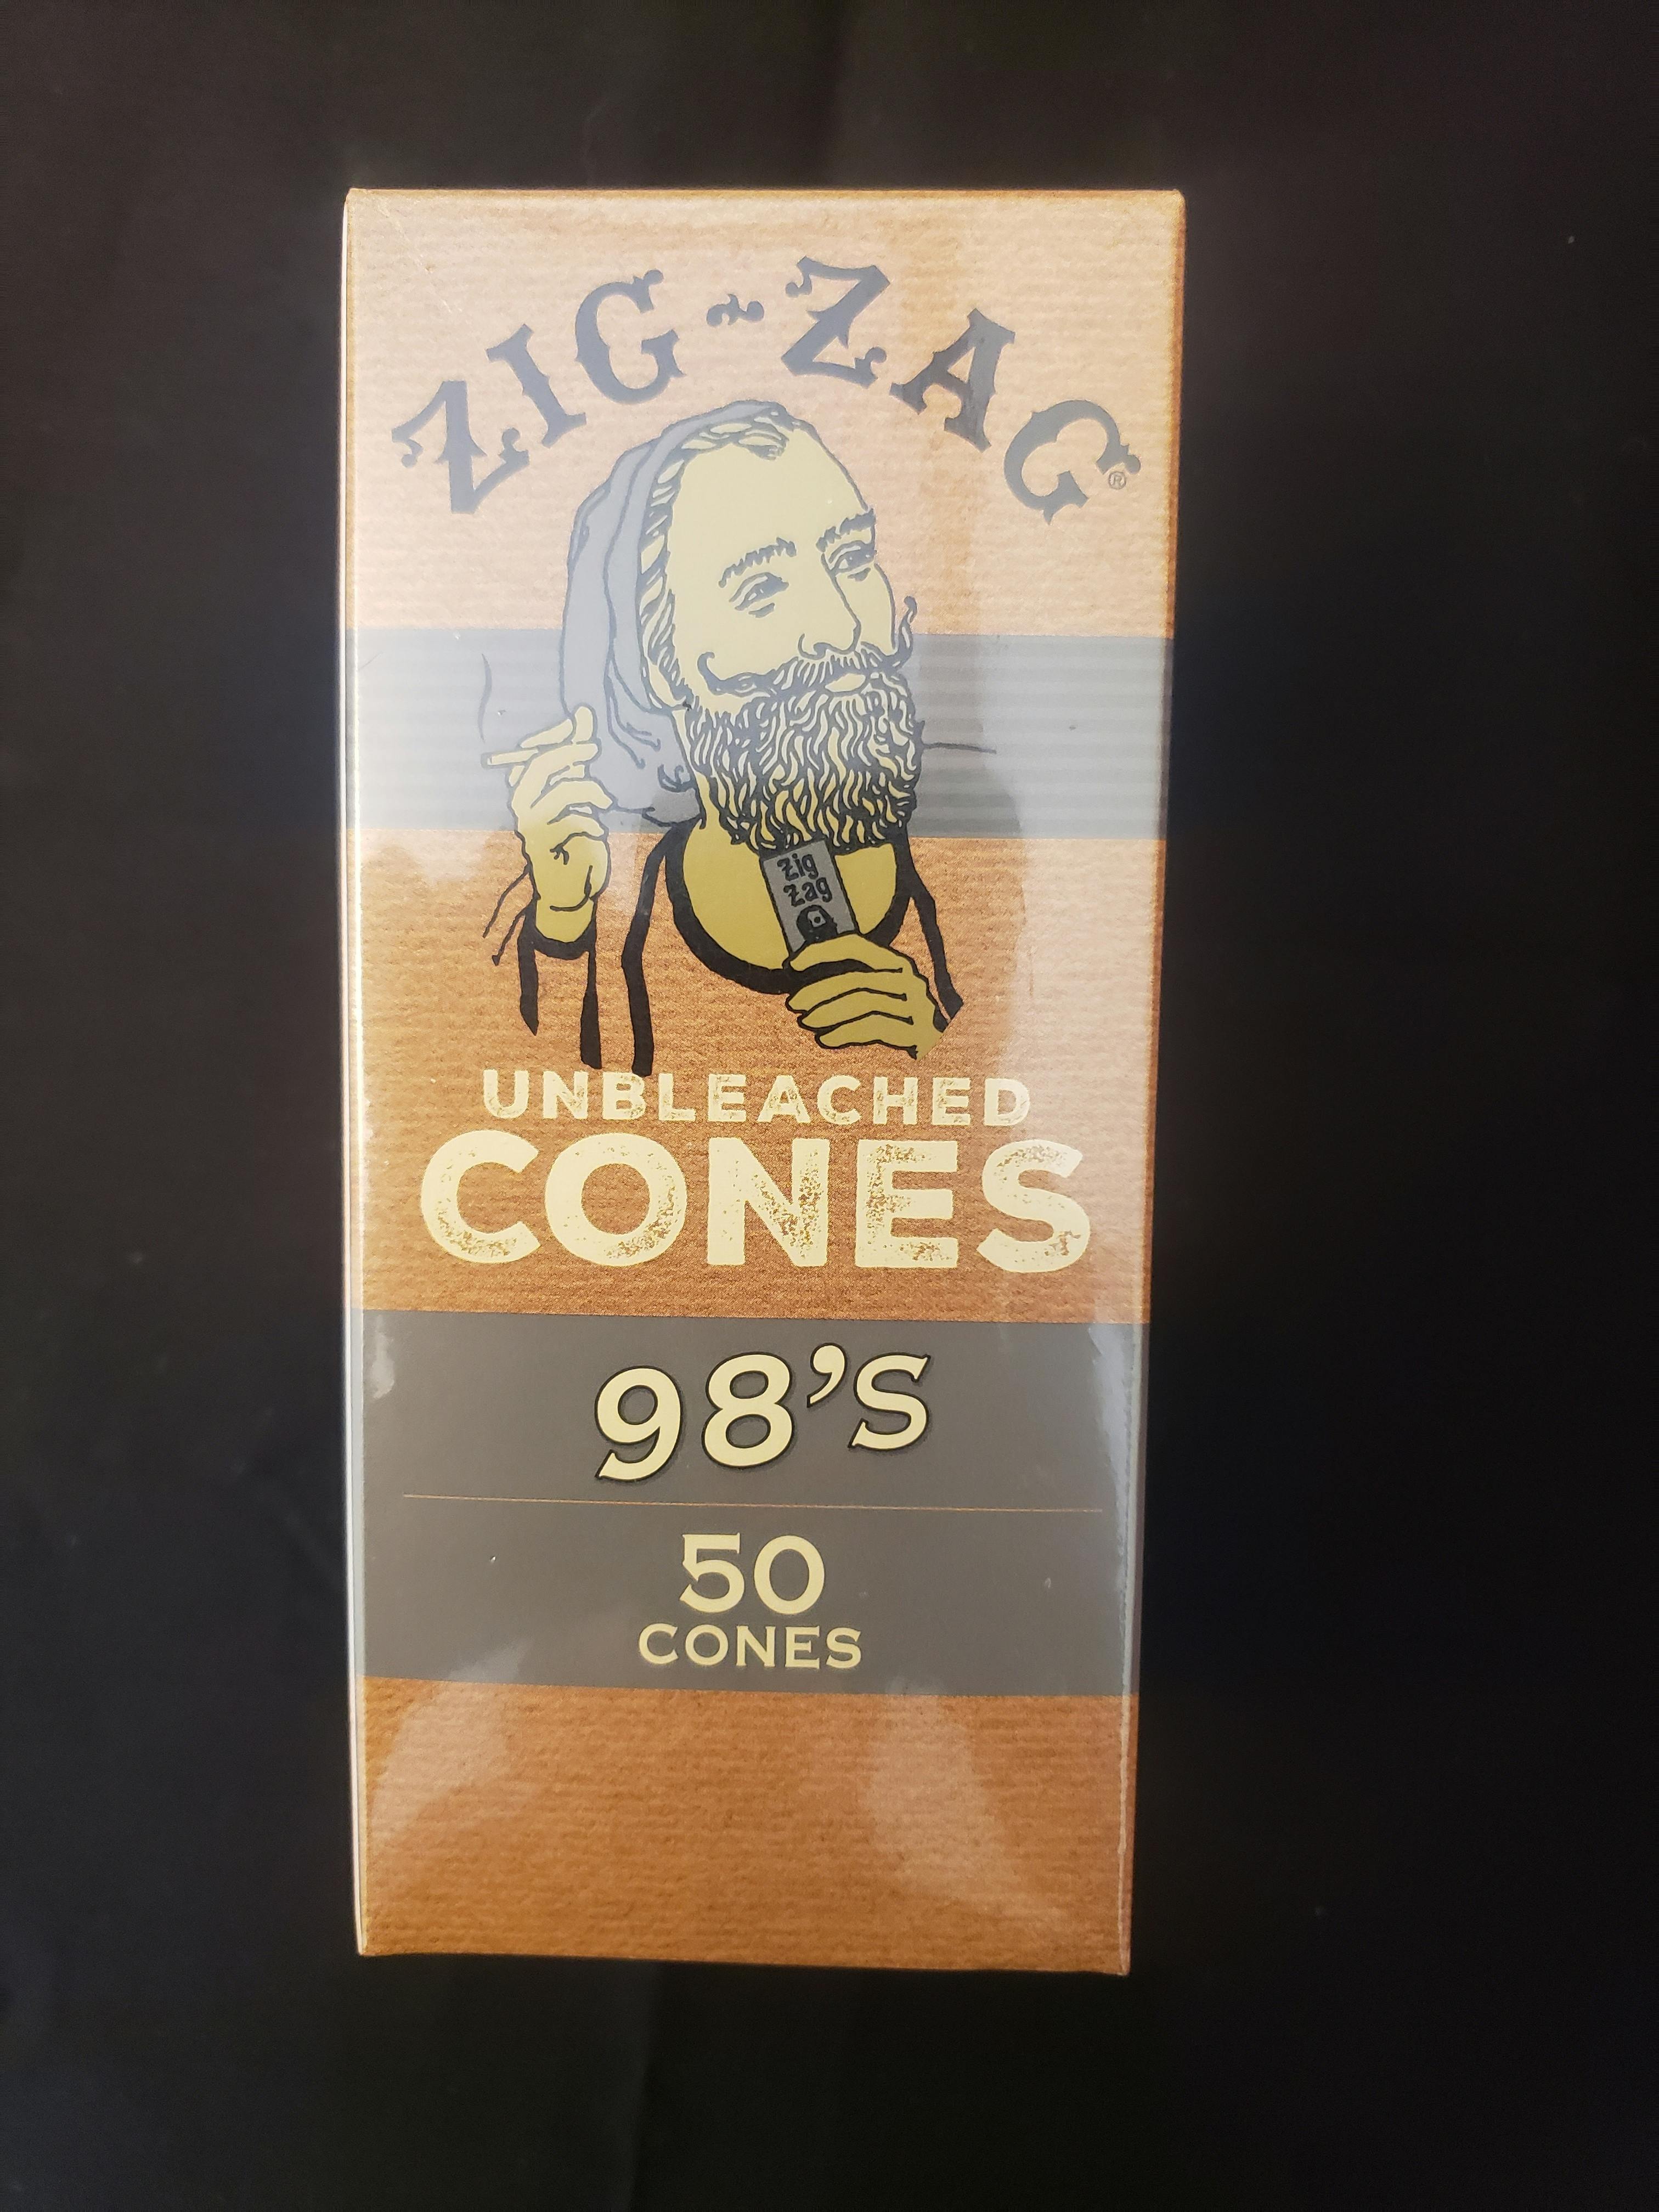 ZIG-ZAG®
zig
zag
UNBLEACHED
CONES
98'S
50
CONES